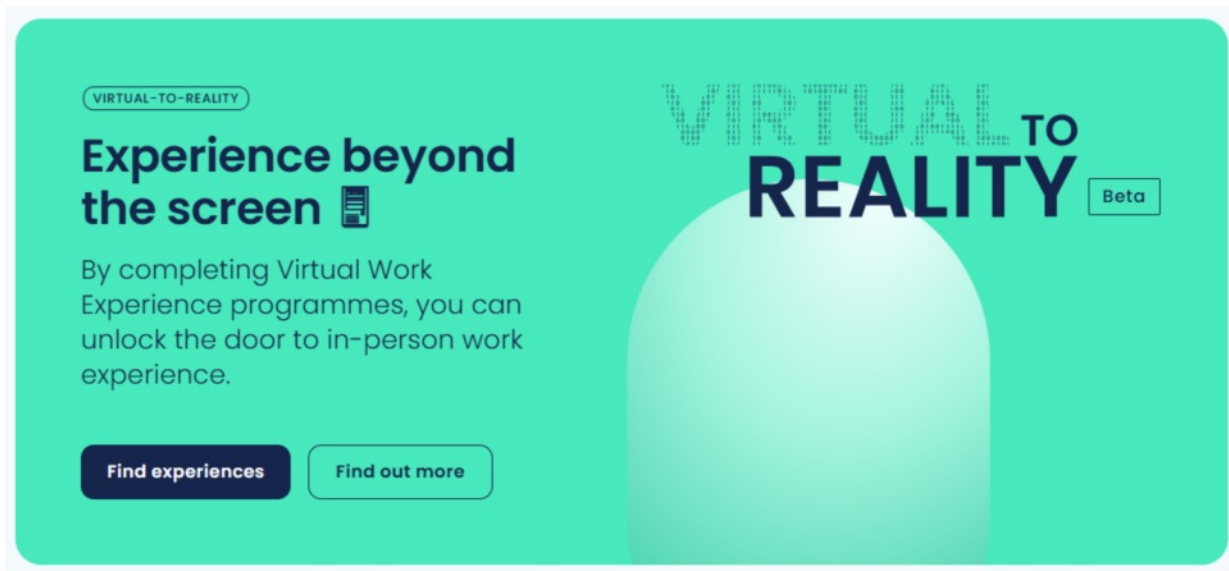 VIRTUAL-TO-REALITY
Experience beyond
the screen
By completing Virtual Work
Experience programmes, you can
unlock the door to in-person work
experience.
Find experiences
Find out more
VIRTUAL TO
REALITY
Beta